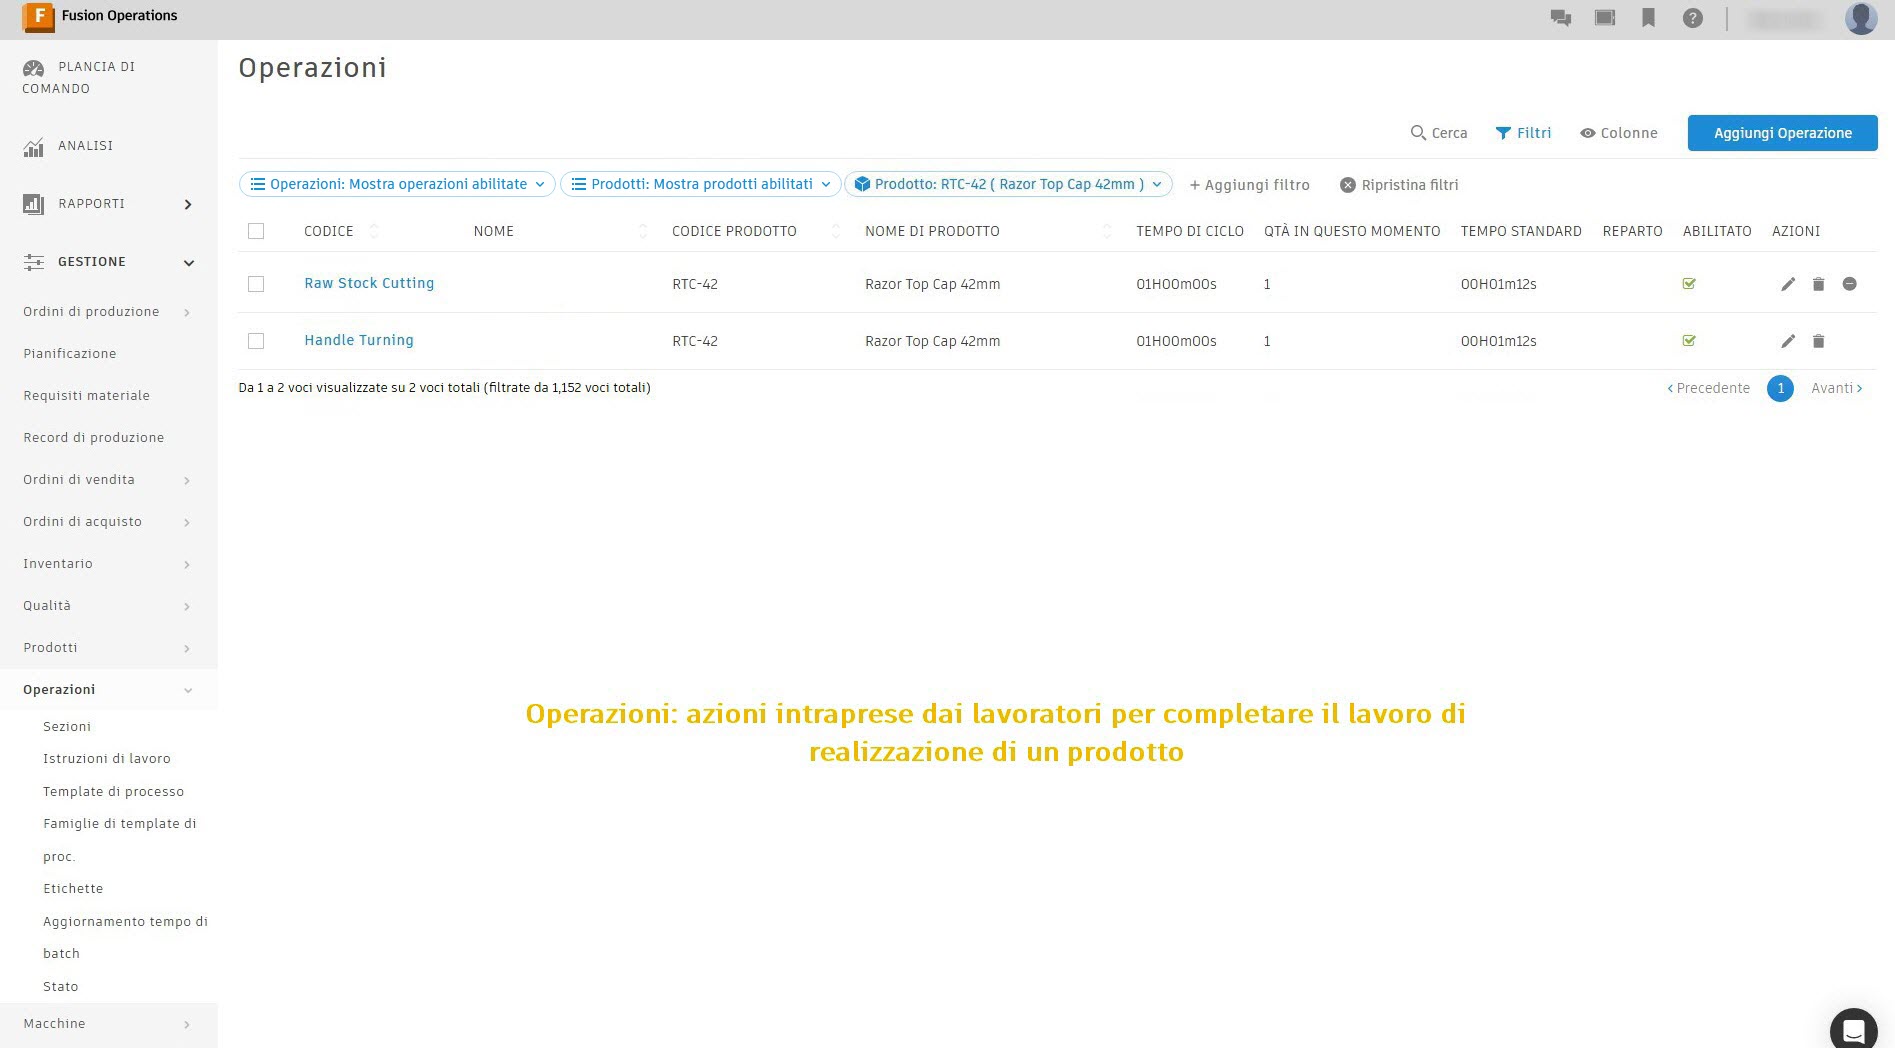 Fusion Operations
PLANCIA DI
COMANDO
ANALISI
RAPPORTI
GESTIONE
Ordini di produzione
Pianificazione
Requisiti materiale
Record di produzione
Ordini di vendita
Ordini di acquisto
Inventario
Qualità
Prodotti
Operazioni
Sezioni
Istruzioni di lavoro
Template di processo
Famiglie di template di
proc.
Etichette
Aggiornamento tempo di
batch
Stato
Macchine
Operazioni
Cerca Filtri Colonne Aggiungi Operazione
Operazioni: Mostra operazioni abilitate Prodotti: Mostra prodotti abilitati Prodotto: RTC-42 ( Razor Top Cap 42mm ) + Aggiungi filtro Ripristina filtri
CODICE NOME CODICE PRODOTTO NOME DI PRODOTTO TEMPO DI CICLO QTÀ IN QUESTO MOMENTO TEMPO STANDARD REPARTO ABILITATO AZIONI
Raw Stock Cutting RTC-42 Razor Top Cap 42mm 01H00m00s 1 00H01m12s
Handle Turning RTC-42 Razor Top Cap 42mm 01H00m00s 1 00H01m12s
Da 1 a 2 voci visualizzate su 2 voci totali (filtrate da 1,152 voci totali) Precedente 1 Avanti
Operazioni: azioni intraprese dai lavoratori per completare il lavoro di
realizzazione di un prodotto